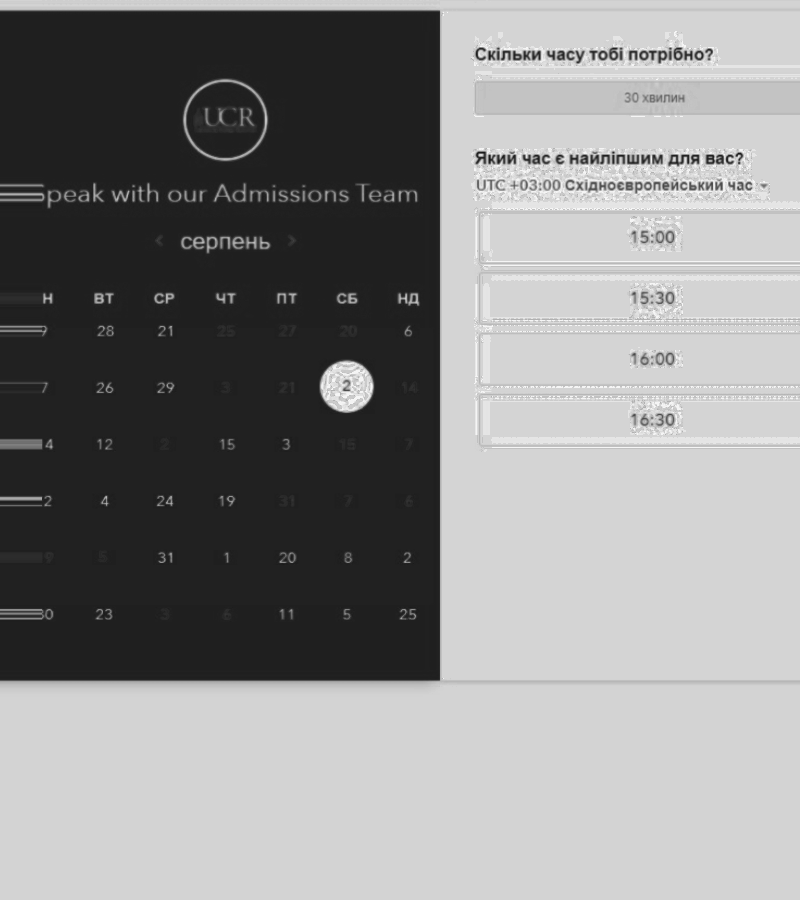 UCR
peak with our Admissions Team
серпень
Н ВТ СР ЧТ ПТ СБ НД
28 21 25 27 20 6
7 26 29 3 21 2 14
4 12 2 15 3 15 7
2 4 24 19 31 7 6
9 5 31 1 20 8 2
0 23 3 6 11 5 25
Скільки часу тобі потрібно?
30 хвилин
Який час є найліпшим для вас?
UTC +03:00 Східноєвропейський час
15:00
15:30
16:00
16:30